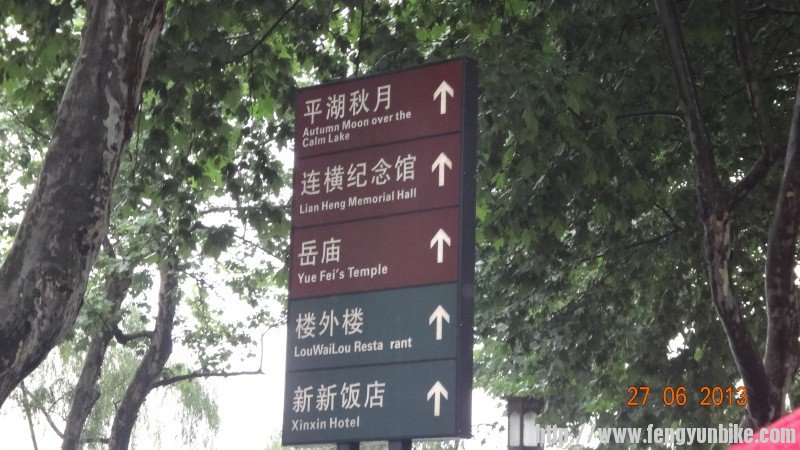 平湖秋月
Autumn Moon over the
Calm Lake
连横纪念馆
Lian Heng Memorial Hall
岳庙
Yue Fei's Temple
楼外楼
LouWaiLou Resta rant
新新饭店
Xinxin Hotel
27 06 2013
http://www.fengyunbike.com/